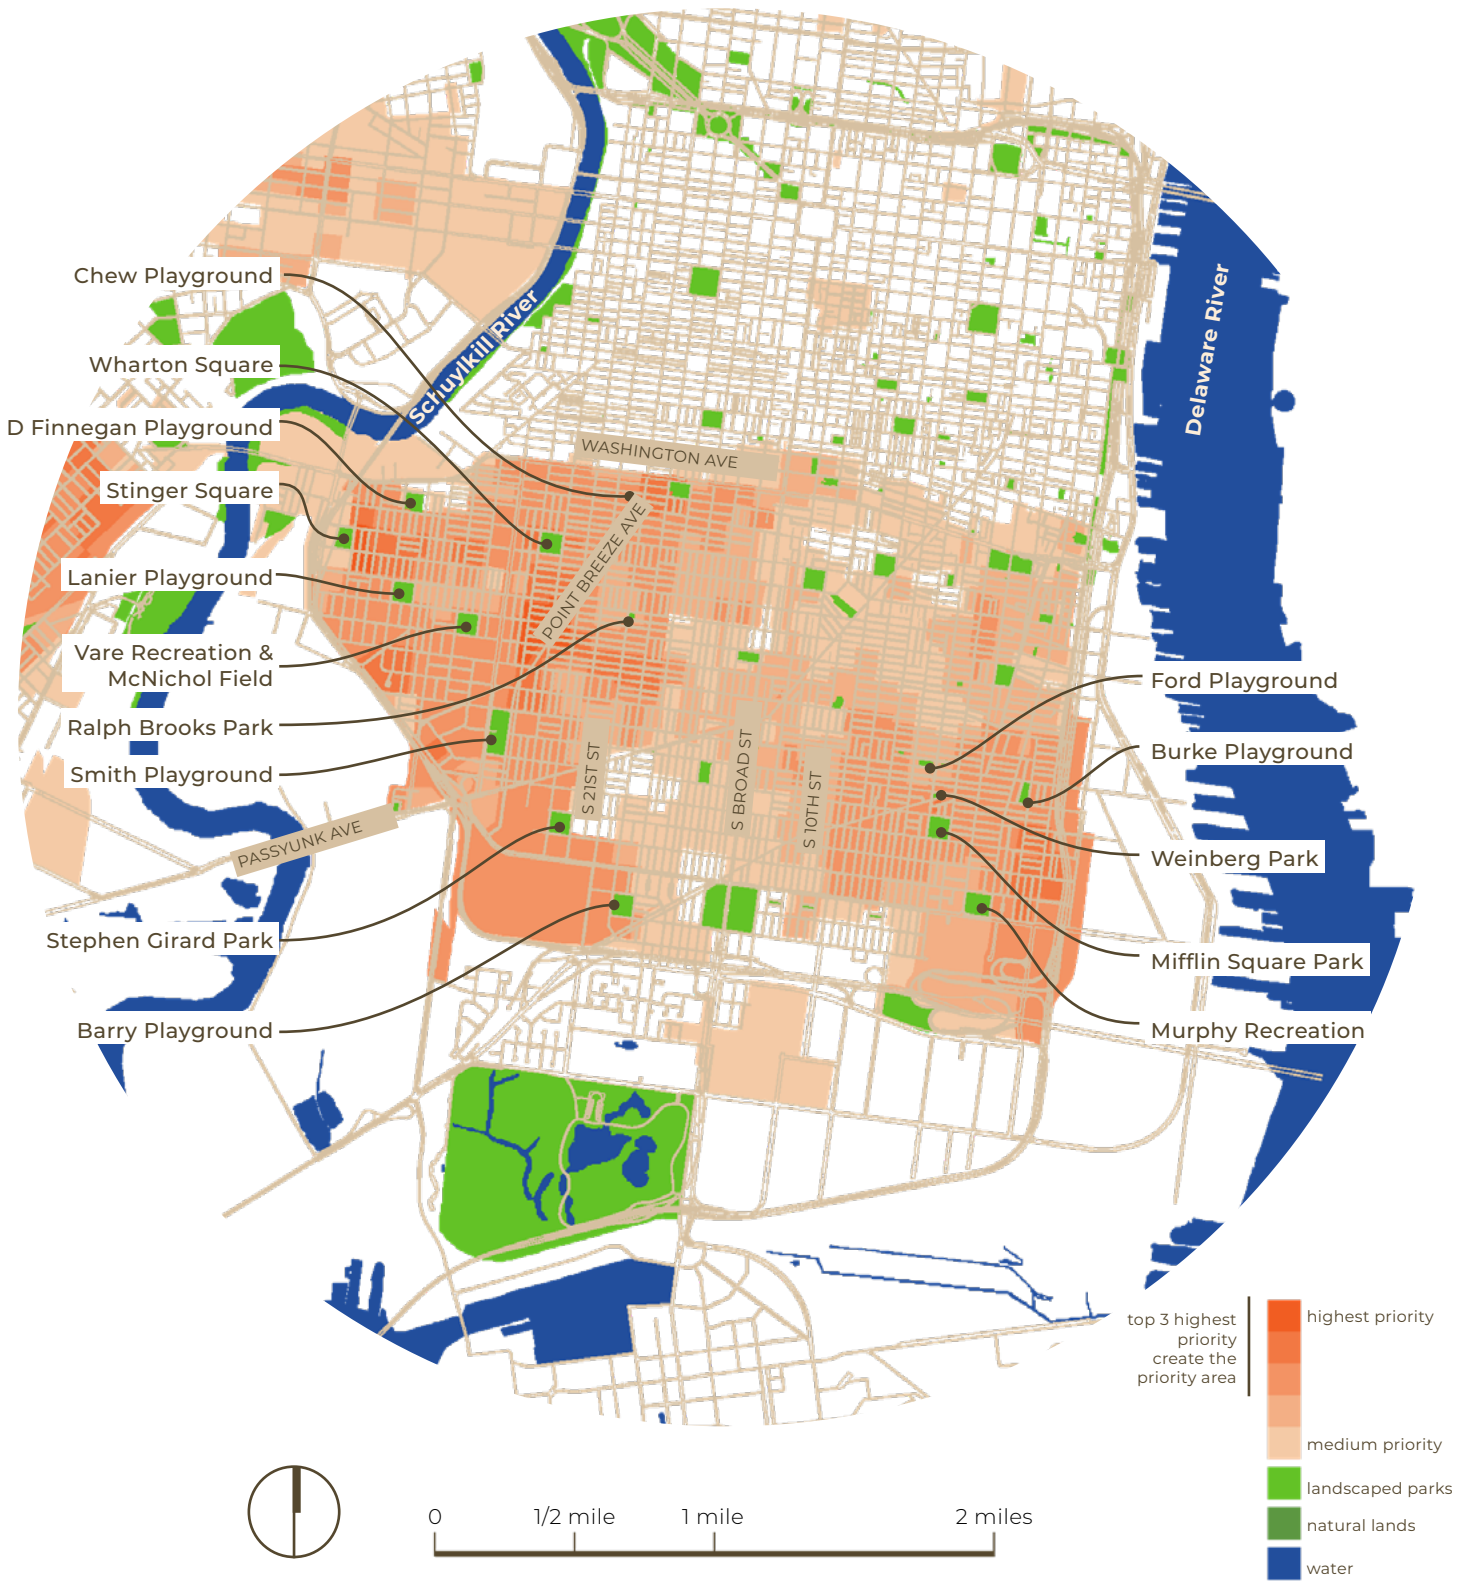 Chew Playground
Wharton Square
D Finnegan Playground
Stinger Square
Lanier Playground
Vare Recreation &
McNichol Field
Ralph Brooks Park
Smith Playground
PASSYUNK AVE
Stephen Girard Park
Barry Playground
Schuylkill River
Delaware River
WASHINGTON AVE
POINT BREEZE AVE
S 21ST ST
S BROAD ST
S 10TH ST
Ford Playground
Burke Playground
Weinberg Park
Mifflin Square Park
Murphy Recreation
top 3 highest
priority
create the
priority area
highest priority
medium priority
landscaped parks
natural lands
water
0
1/2 mile
1 mile
2 miles